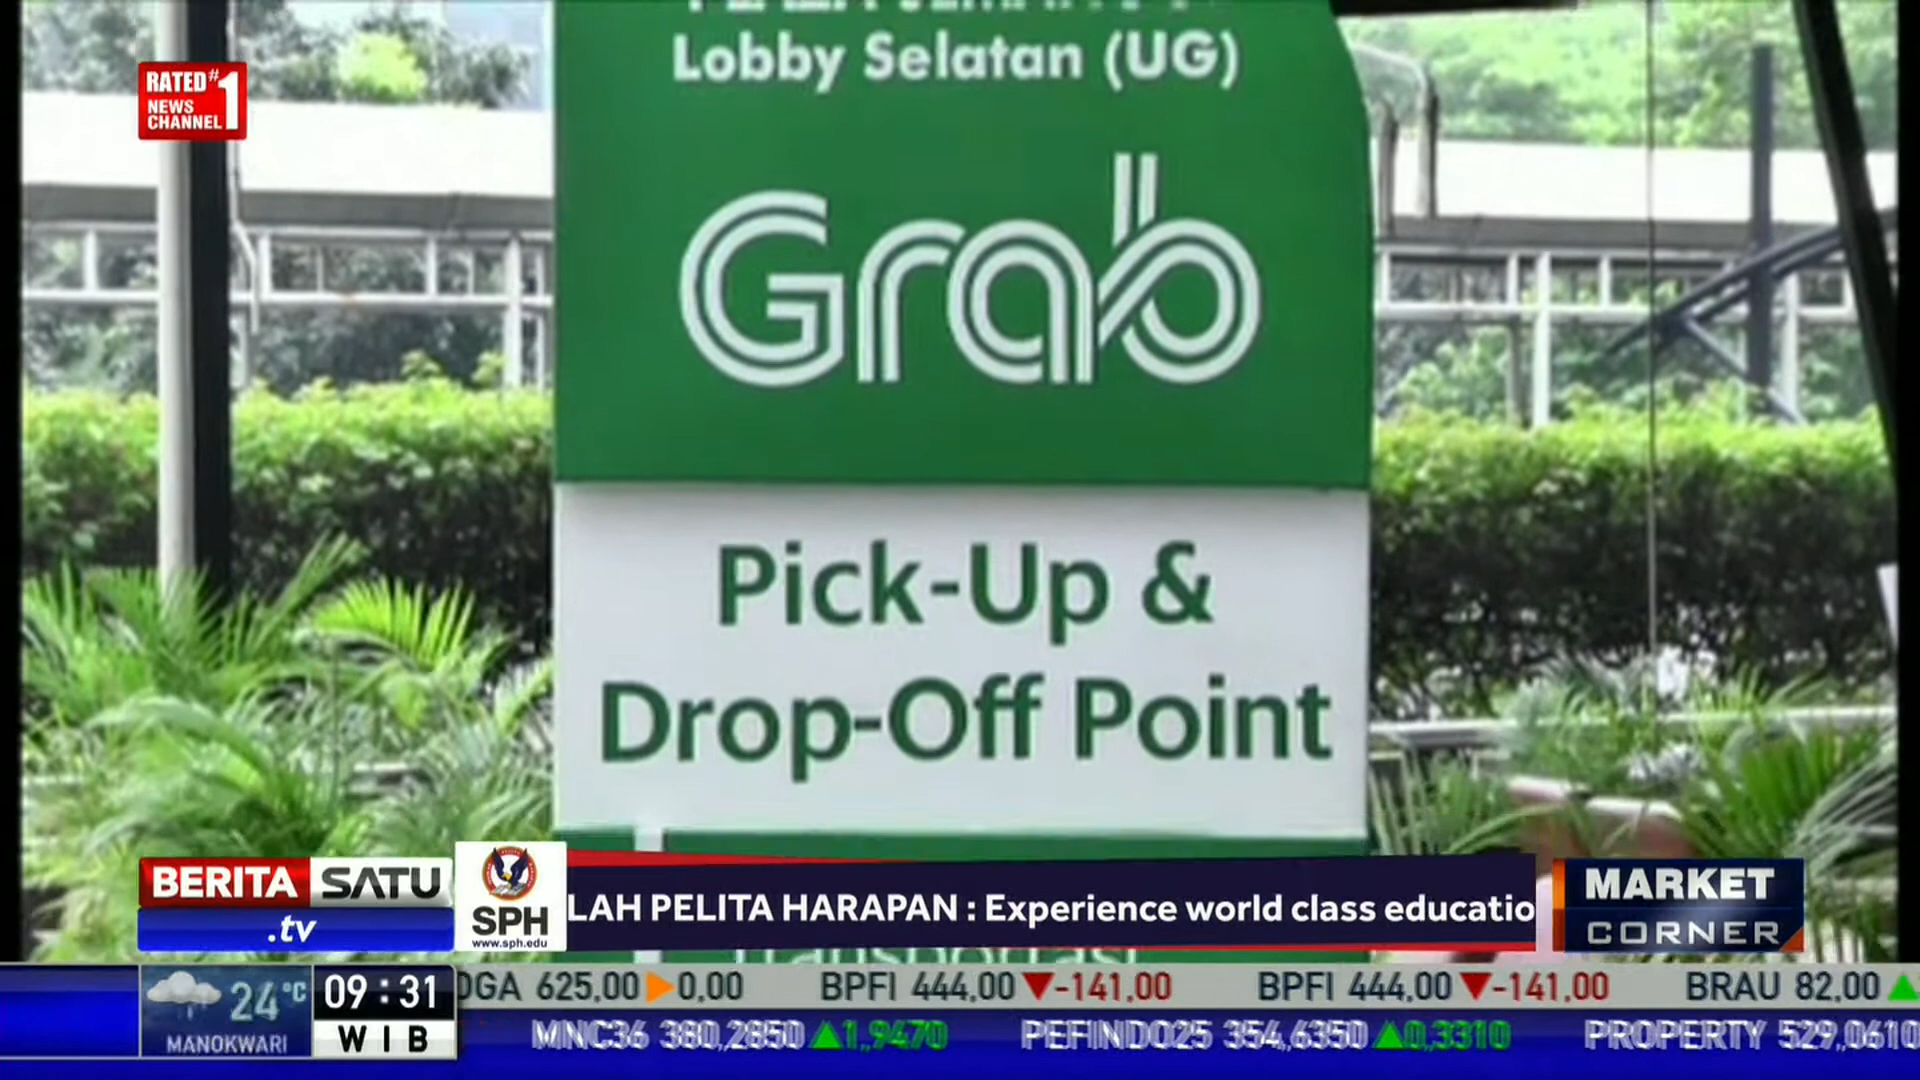 Lobby Selatan (UG)
RATED #1
NEWS
CHANNEL
Grab
Pick-Up &
Drop-Off Point
BERITA SATU
.tv
SPH
www.sph.edu
LAH PELITA HARAPAN : Experience world class educatio
MARKET
CORNER
24°C
MANOKWARI
09 : 31
WIB
OGA 625,00 0,00 BPFI 444,00 -141,00 BPFI 444,00 -141,00 BRAU 82,00
MNC36 380,2850 1,9470 PEFINDO25 354,6350 0,3310 PROPERTY 529,0610